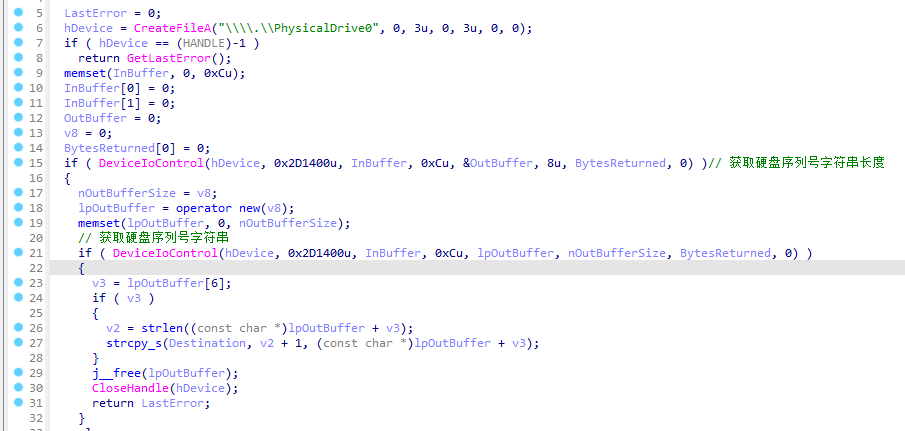 5 LastError = 0;
6 hDevice = CreateFileA("\\\\.\\PhysicalDrive0", 0, 3u, 0, 3u, 0, 0);
7 if ( hDevice == (HANDLE)-1 )
8 return GetLastError();
9 memset(InBuffer, 0, 0xCu);
10 InBuffer[0] = 0;
11 InBuffer[1] = 0;
12 OutBuffer = 0;
13 v8 = 0;
14 BytesReturned[0] = 0;
15 if ( DeviceIoControl(hDevice, 0x2D1400u, InBuffer, 0xCu, &OutBuffer, 8u, BytesReturned, 0) )// 获取硬盘序列号字符串长度
16 {
17 nOutBufferSize = v8;
18 lpOutBuffer = operator new(v8);
19 memset(lpOutBuffer, 0, nOutBufferSize);
20 // 获取硬盘序列号字符串
21 if ( DeviceIoControl(hDevice, 0x2D1400u, InBuffer, 0xCu, lpOutBuffer, nOutBufferSize, BytesReturned, 0) )
22 {
23 v3 = lpOutBuffer[6];
24 if ( v3 )
25 {
26 v2 = strlen((const char *)lpOutBuffer + v3);
27 strcpy_s(Destination, v2 + 1, (const char *)lpOutBuffer + v3);
28 }
29 j__free(lpOutBuffer);
30 CloseHandle(hDevice);
31 return LastError;
32 }